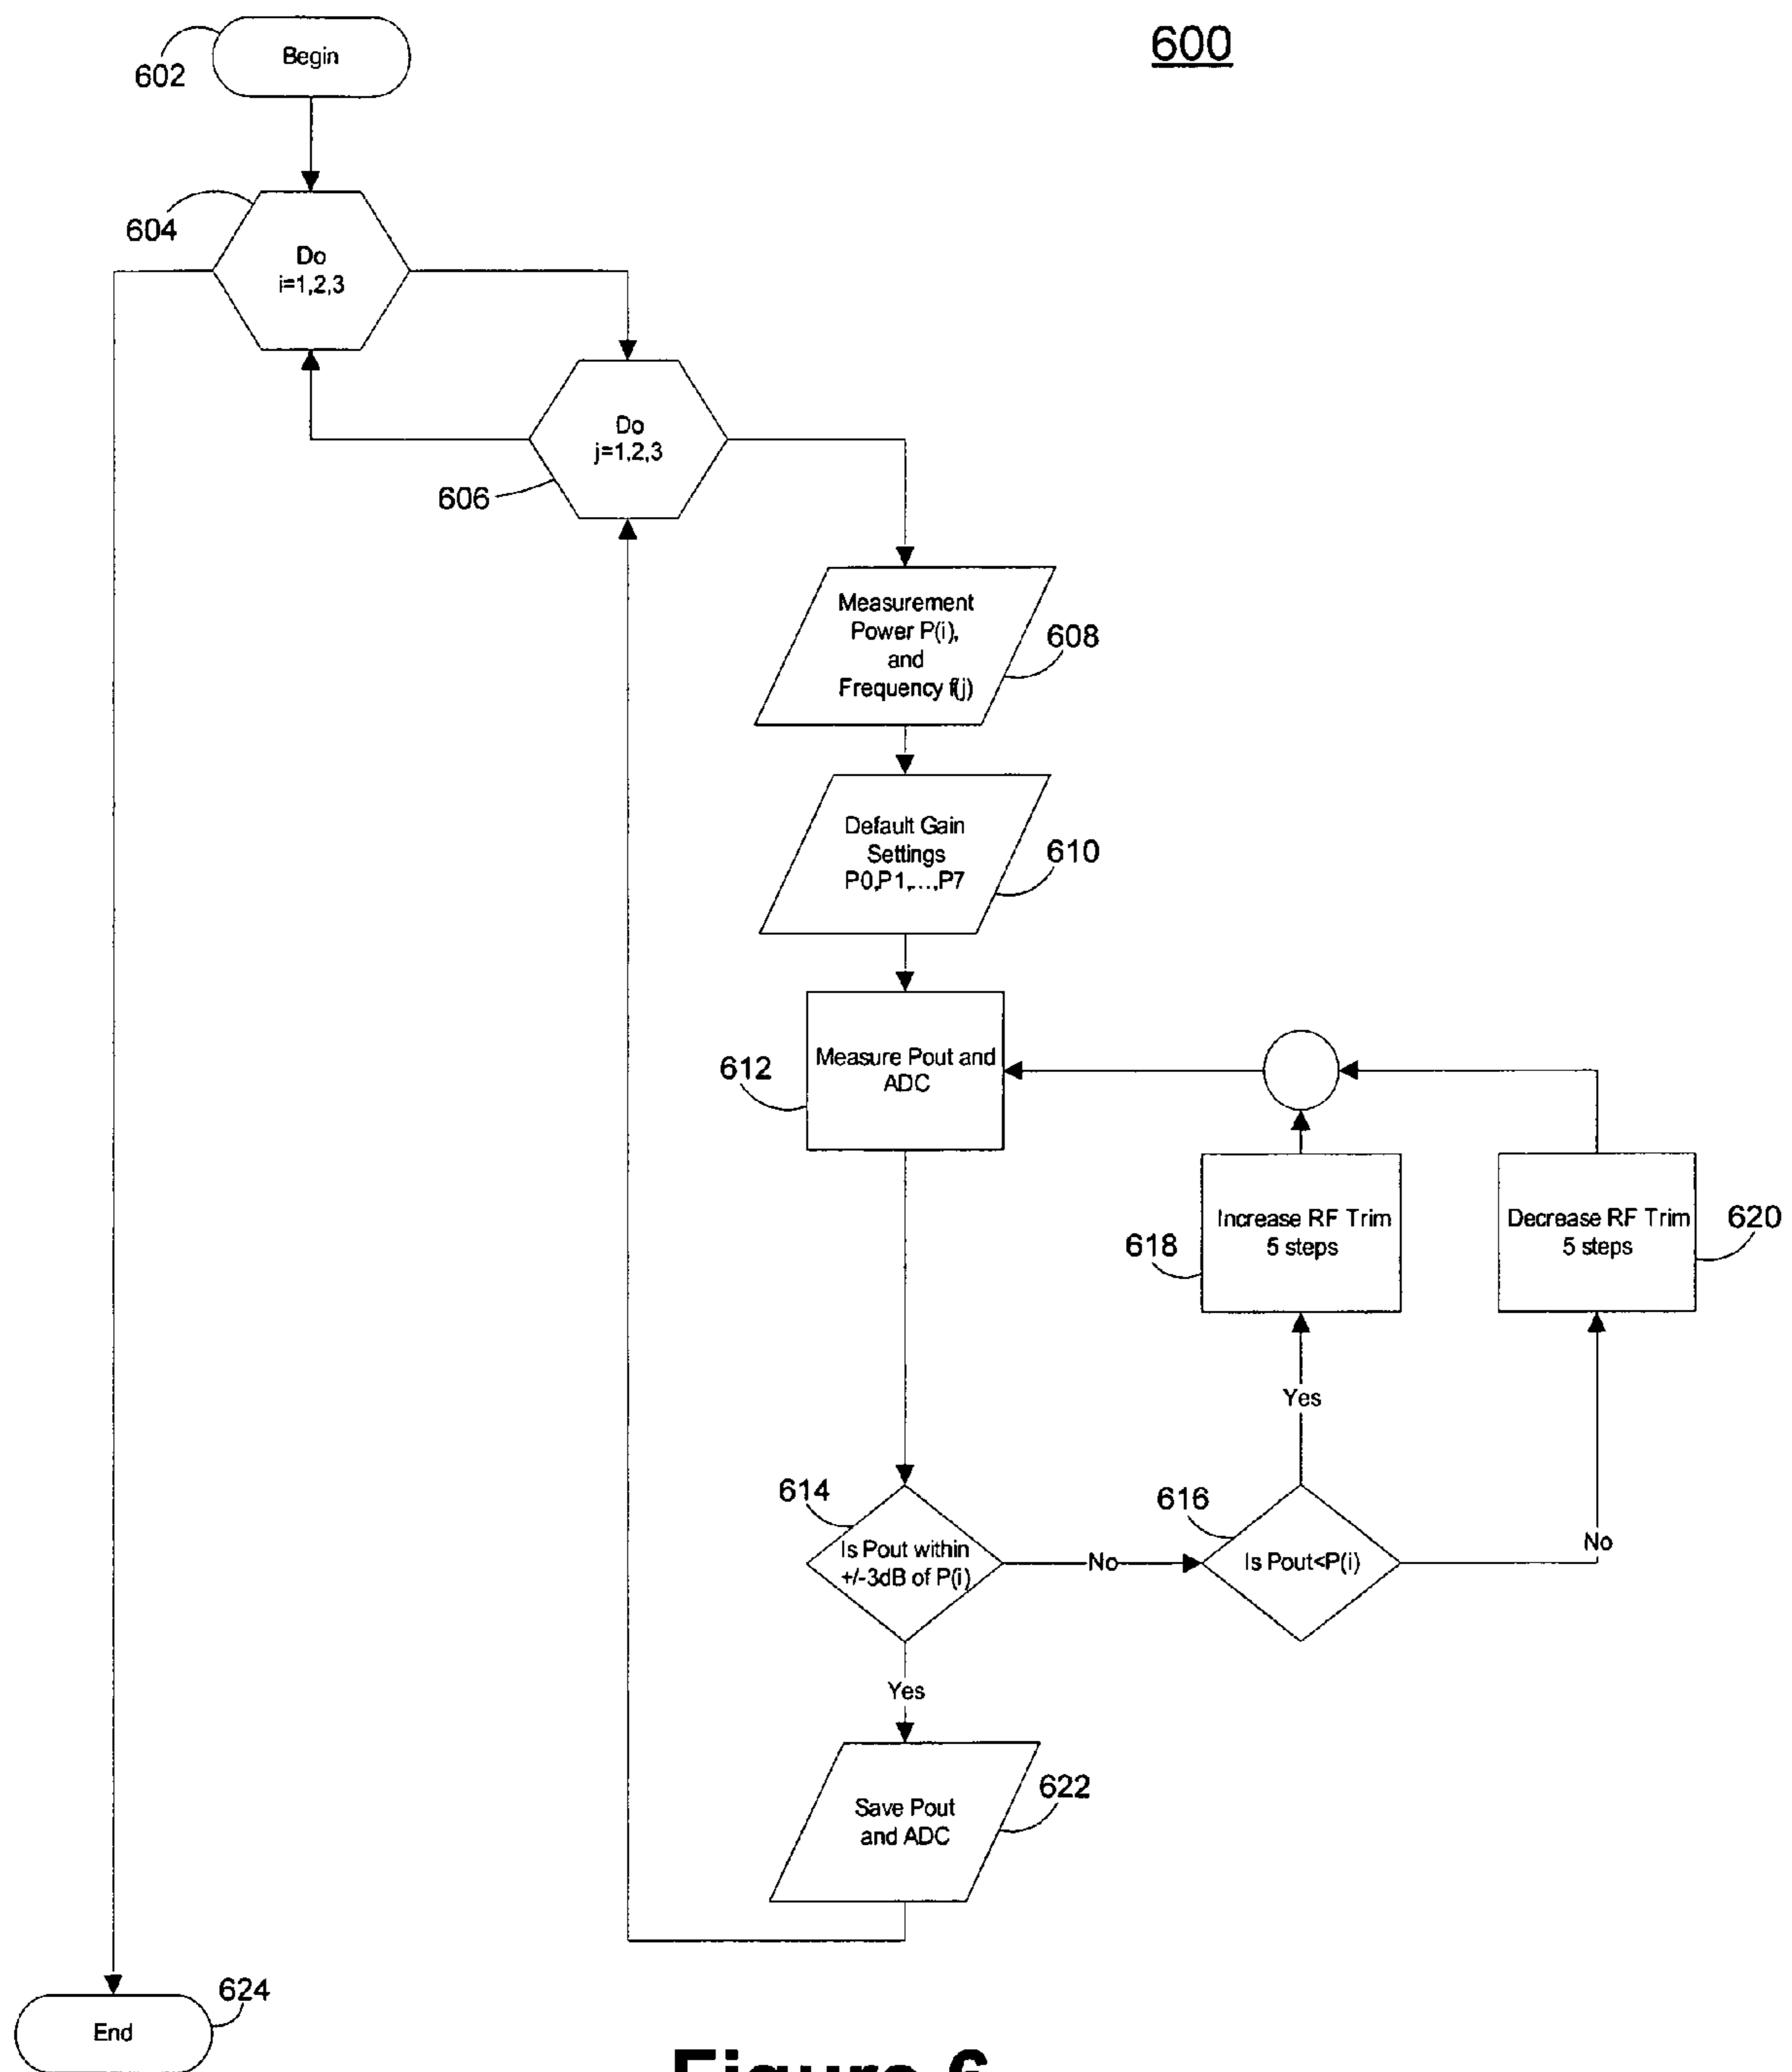 600
Begin
602
604
Do
i=1,2,3
Do
j=1,2,3
606
Measurement
Power P(i),
and
Frequency f(j)
608
Default Gain
Settings
P0,P1,...,P7
610
Measure Pout and
ADC
612
Increase RF Trim
5 steps
618
Decrease RF Trim
5 steps
620
Yes
614
Is Pout within
+/-3dB of P(i)
No
616
Is Pout<P(i)
No
Yes
Save Pout
and ADC
622
End
624
Figure 6